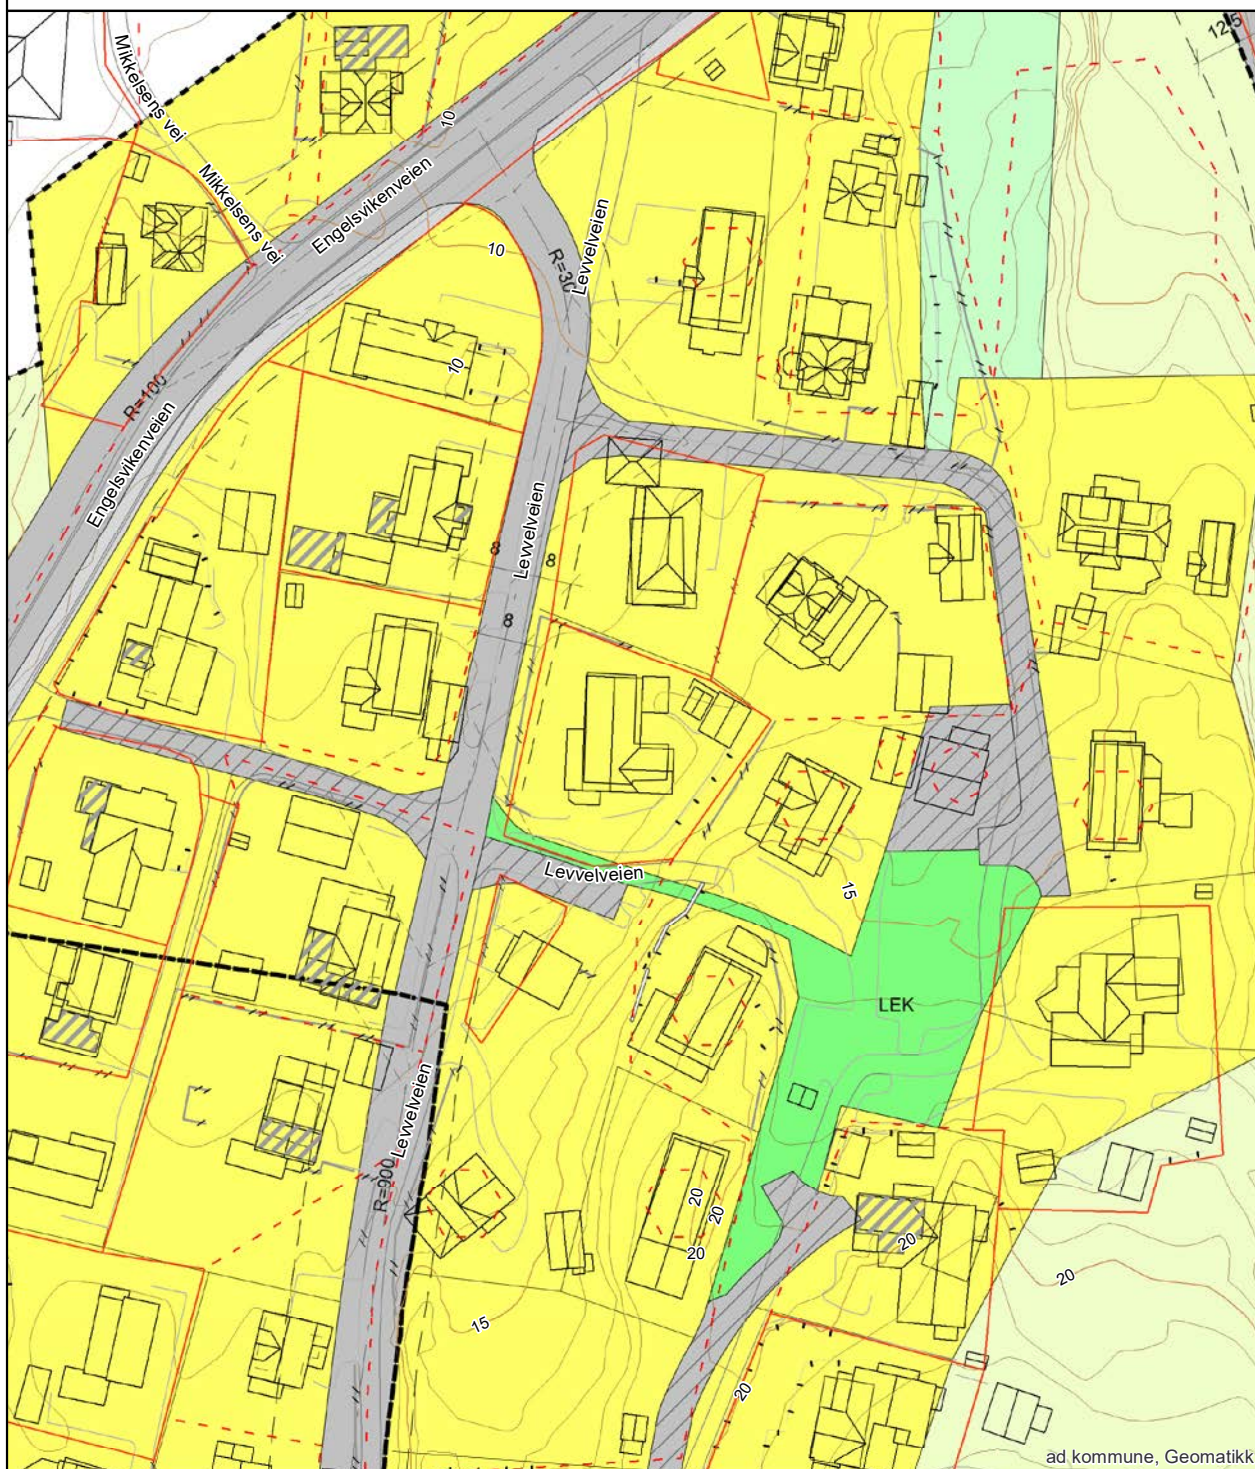 12.5
Mikkelsens vei
10
Mikkelsens vei
Engelsvikenveien
Levvelveien
10
R=30
10
R=100
Engelsvikenveien
Levvelveien
8
8
8
Levvelveien
15
LEK
Levvelveien
R=900
20
20
20
20
20
15
20
ad kommune, Geomatikk